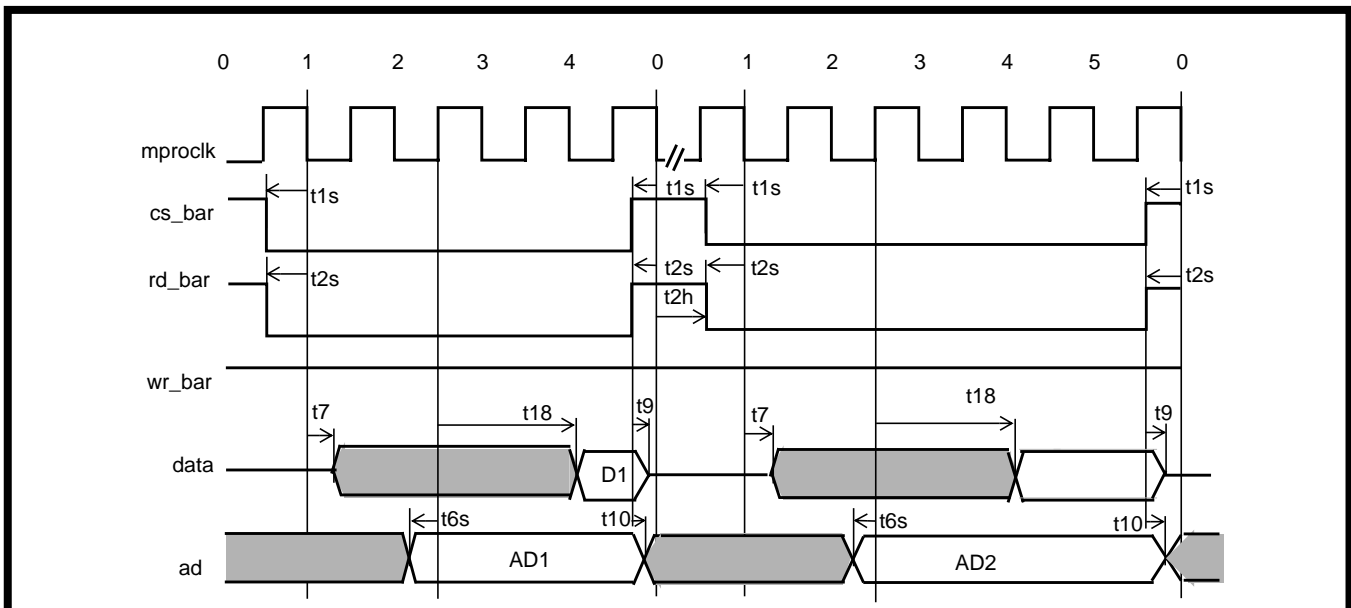 0 1 2 3 4 0 1 2 3 4 5 0
mproclk
t1s t1s t1s t1s
cs_bar
t2s t2s t2s t2s
rd_bar
t2h
wr_bar
t7 t18 t9 t7 t18 t9
data D1
t6s t10 t6s t10
ad AD1 AD2